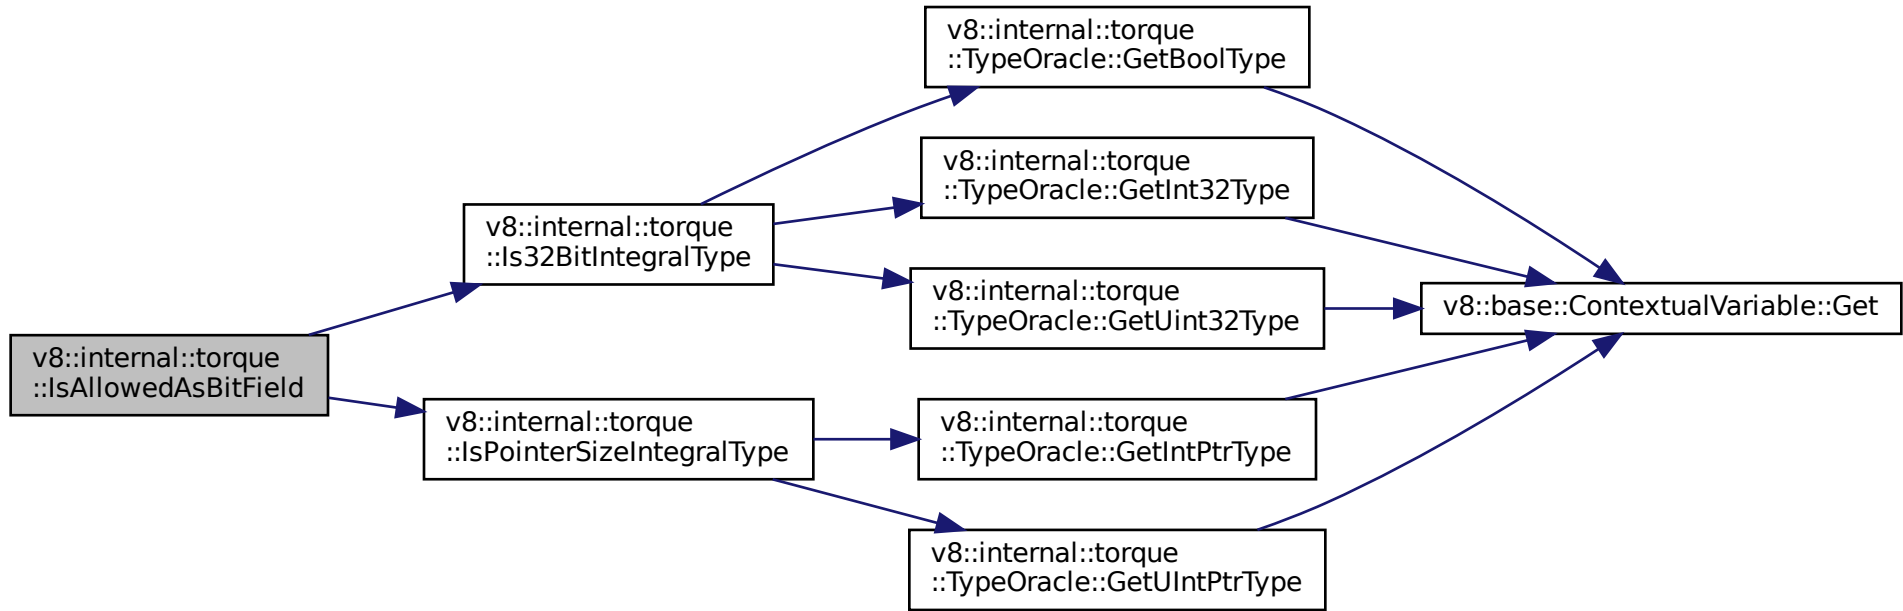 v8::internal::torque
::IsAllowedAsBitField
v8::internal::torque
::Is32BitIntegralType
v8::internal::torque
::IsPointerSizeIntegralType
v8::internal::torque
::TypeOracle::GetBoolType
v8::internal::torque
::TypeOracle::GetInt32Type
v8::internal::torque
::TypeOracle::GetUint32Type
v8::internal::torque
::TypeOracle::GetIntPtrType
v8::internal::torque
::TypeOracle::GetUIntPtrType
v8::base::ContextualVariable::Get